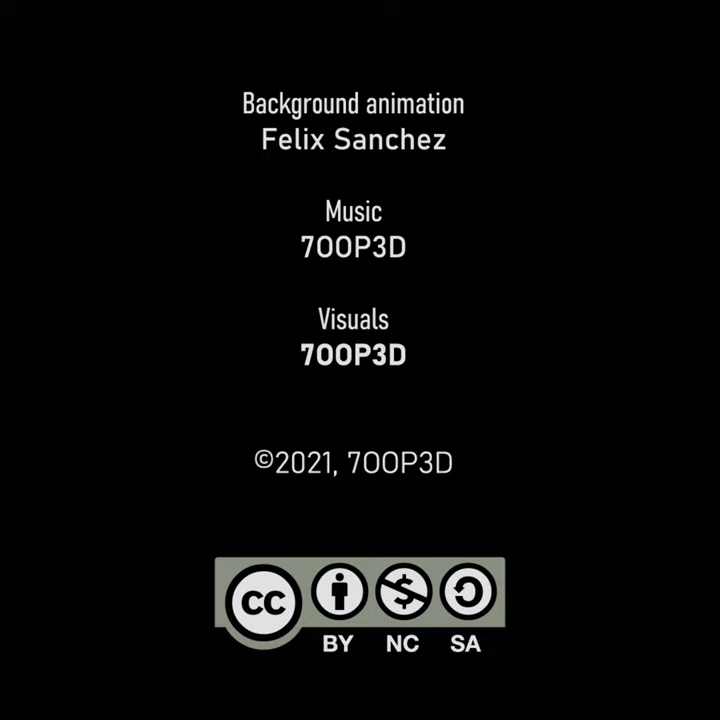 Background animation
Felix Sanchez
Music
7OOP3D
Visuals
7OOP3D
©2021, 7OOP3D
cc
BY NC SA